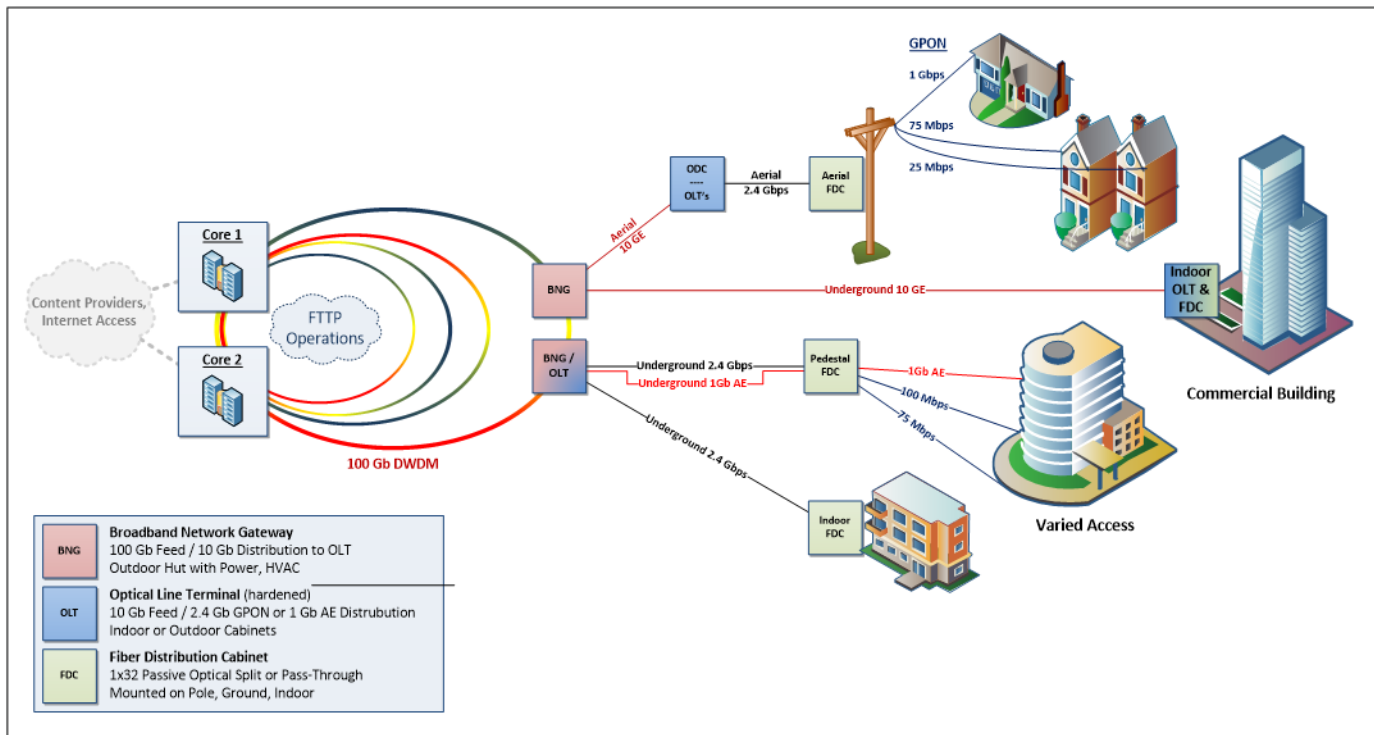 GPON
1 Gbps
75 Mbps
25 Mbps
ODC
----
OLT's
Aerial
2.4 Gbps
Aerial
FDC
Aerial
10 GE
Core 1
Content Providers,
Internet Access
FTTP
Operations
Core 2
BNG
Underground 10 GE
Indoor
OLT &
FDC
Commercial Building
BNG /
OLT
Underground 2.4 Gbps
Underground 1Gb AE
Pedestal
FDC
1Gb AE
100 Mbps
75 Mbps
Varied Access
Underground 2.4 Gbps
Indoor
FDC
100 Gb DWDM
BNG
Broadband Network Gateway
100 Gb Feed / 10 Gb Distribution to OLT
Outdoor Hut with Power, HVAC
OLT
Optical Line Terminal (hardened)
10 Gb Feed / 2.4 Gb GPON or 1 Gb AE Distrubution
Indoor or Outdoor Cabinets
FDC
Fiber Distribution Cabinet
1x32 Passive Optical Split or Pass-Through
Mounted on Pole, Ground, Indoor